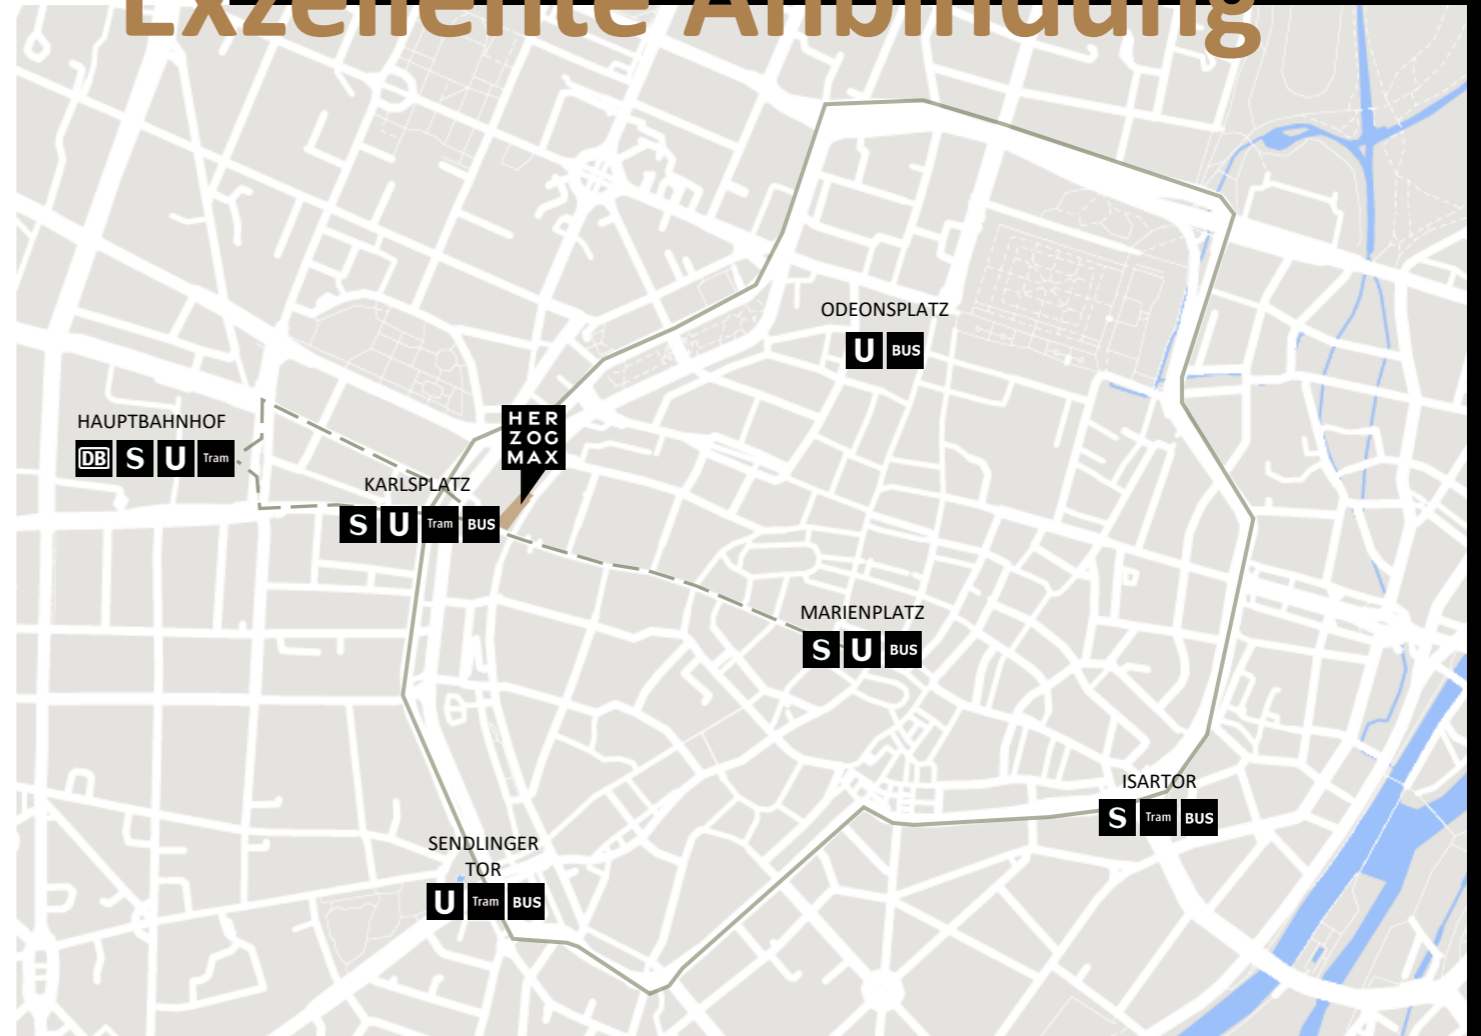 Exzellente Anbindung
ODEONSPLATZ
U BUS
HAUPTBAHNHOF
DB S U Tram
HER
ZOG
MAX
KARLSPLATZ
S U Tram BUS
MARIENPLATZ
S U BUS
ISARTOR
S Tram BUS
SENDLINGER
TOR
U Tram BUS